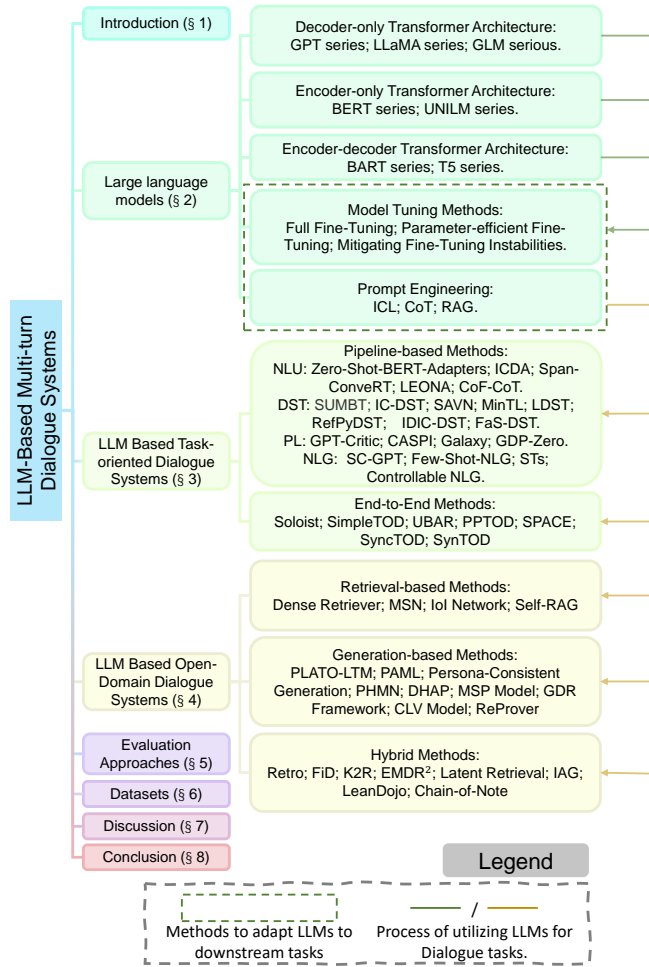 LLM-Based Multi-turn
Dialogue Systems
Introduction (§ 1)
Large language
models (§ 2)
Decoder-only Transformer Architecture:
GPT series; LLaMA series; GLM serious.
Encoder-only Transformer Architecture:
BERT series; UNILM series.
Encoder-decoder Transformer Architecture:
BART series; T5 series.
Model Tuning Methods:
Full Fine-Tuning; Parameter-efficient Fine-
Tuning; Mitigating Fine-Tuning Instabilities.
Prompt Engineering:
ICL; CoT; RAG.
LLM Based Task-
oriented Dialogue
Systems (§ 3)
Pipeline-based Methods:
NLU: Zero-Shot-BERT-Adapters; ICDA; Span-
ConveRT; LEONA; CoF-CoT.
DST: SUMBT; IC-DST; SAVN; MinTL; LDST;
RefPyDST; IDIC-DST; FaS-DST.
PL: GPT-Critic; CASPI; Galaxy; GDP-Zero.
NLG: SC-GPT; Few-Shot-NLG; STs;
Controllable NLG.
End-to-End Methods:
Soloist; SimpleTOD; UBAR; PPTOD; SPACE;
SyncTOD; SynTOD
LLM Based Open-
Domain Dialogue
Systems (§ 4)
Retrieval-based Methods:
Dense Retriever; MSN; IoI Network; Self-RAG
Generation-based Methods:
PLATO-LTM; PAML; Persona-Consistent
Generation; PHMN; DHAP; MSP Model; GDR
Framework; CLV Model; ReProver
Hybrid Methods:
Retro; FiD; K2R; EMDR²; Latent Retrieval; IAG;
LeanDojo; Chain-of-Note
Evaluation
Approaches (§ 5)
Datasets (§ 6)
Discussion (§ 7)
Conclusion (§ 8)
Legend
Methods to adapt LLMs to
downstream tasks
/
Process of utilizing LLMs for
Dialogue tasks.